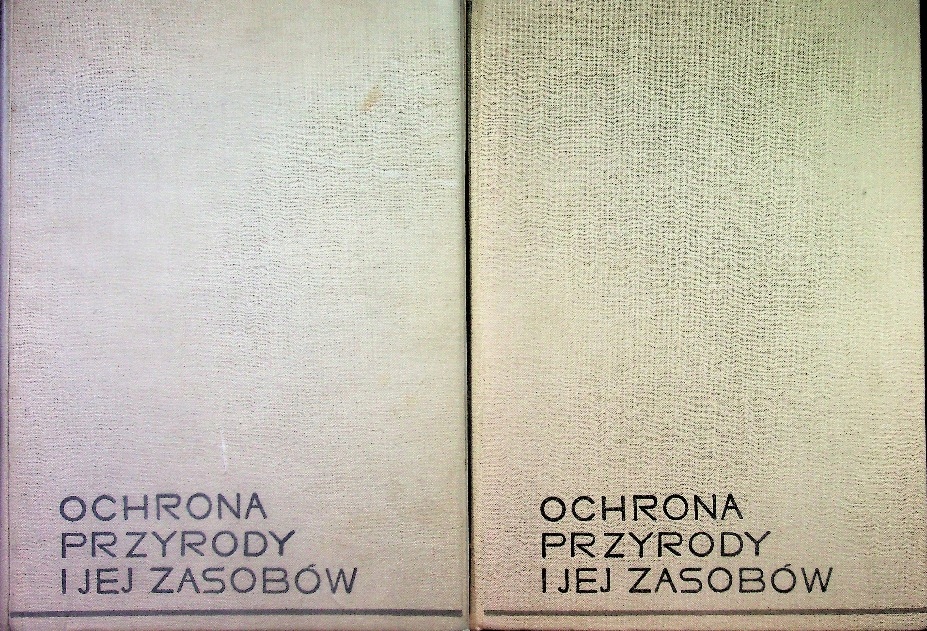 OCHRONA
PRZYRODY
I JEJ ZASOBÓW
OCHRONA
PRZYRODY
I JEJ ZASOBÓW